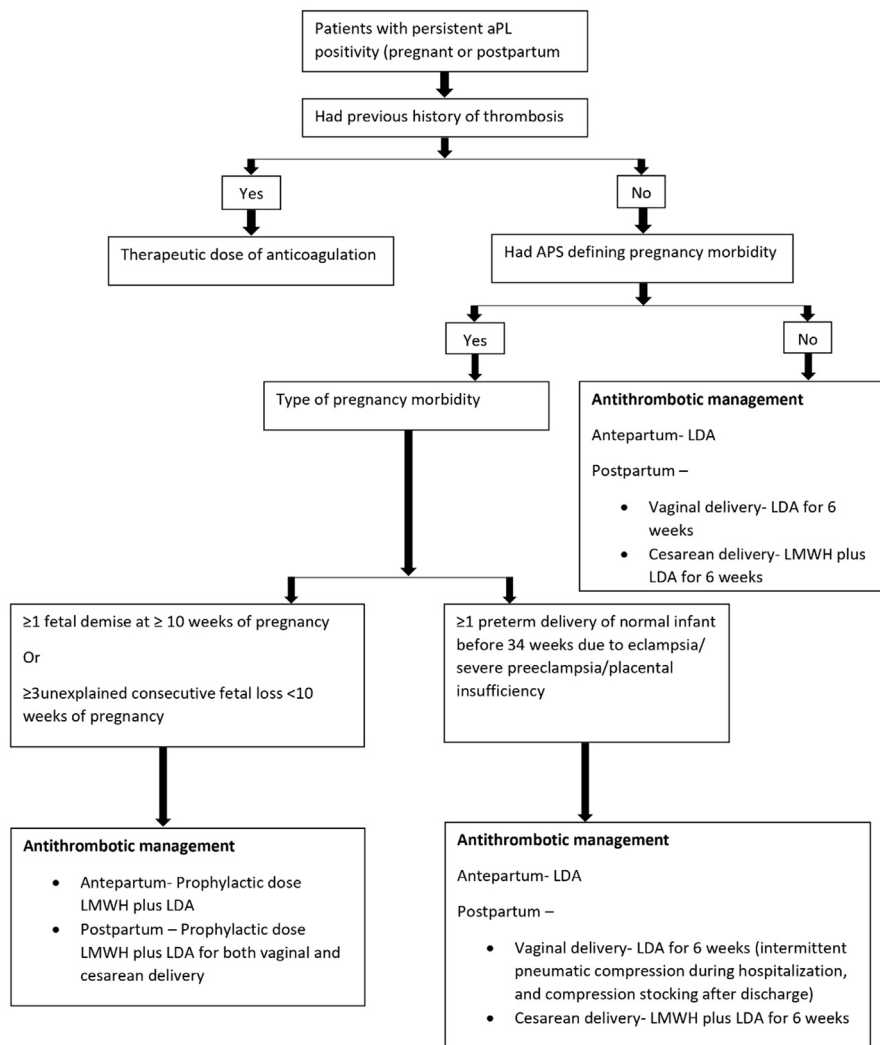 Patients with persistent aPL
positivity (pregnant or postpartum
Had previous history of thrombosis
Yes
No
Therapeutic dose of anticoagulation
Had APS defining pregnancy morbidity
Yes
No
Type of pregnancy morbidity
Antithrombotic management
Antepartum- LDA
Postpartum –
• Vaginal delivery- LDA for 6
weeks
• Cesarean delivery- LMWH plus
LDA for 6 weeks
≥1 fetal demise at ≥ 10 weeks of pregnancy
Or
≥3unexplained consecutive fetal loss <10
weeks of pregnancy
≥1 preterm delivery of normal infant
before 34 weeks due to eclampsia/
severe preeclampsia/placental
insufficiency
Antithrombotic management
• Antepartum- Prophylactic dose
LMWH plus LDA
• Postpartum – Prophylactic dose
LMWH plus LDA for both vaginal and
cesarean delivery
Antithrombotic management
Antepartum- LDA
Postpartum –
• Vaginal delivery- LDA for 6 weeks (intermittent
pneumatic compression during hospitalization,
and compression stocking after discharge)
• Cesarean delivery- LMWH plus LDA for 6 weeks